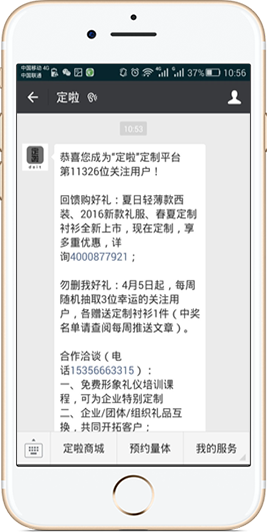 中国移动 4G
中国联通
37%
10:56
定啦
10:53
恭喜您成为“定啦”定制平台
第11326位关注用户！
回馈购好礼：夏日轻薄款西
装、2016新款礼服、春夏定制
衬衫全新上市，现在定制，享
多重优惠，详
询4000877921；
勿删我好礼：4月5日起，每周
随机抽取3位幸运的关注用
户，各赠送定制衬衫1件（中奖
名单请查阅每周推送文章）。
合作洽谈（电
话15356663315）：
一、免费形象礼仪培训课
程，可为企业特别定制
二、企业/团体/组织礼品互
换，共同开拓客户；
定啦商城
预约量体
我的服务